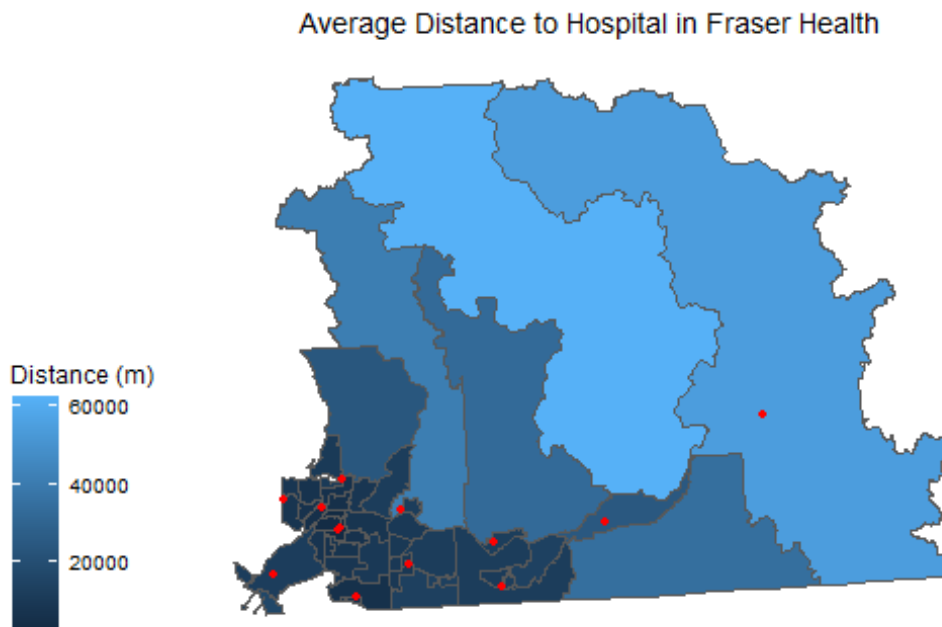 Average Distance to Hospital in Fraser Health
Distance (m)
60000
40000
20000